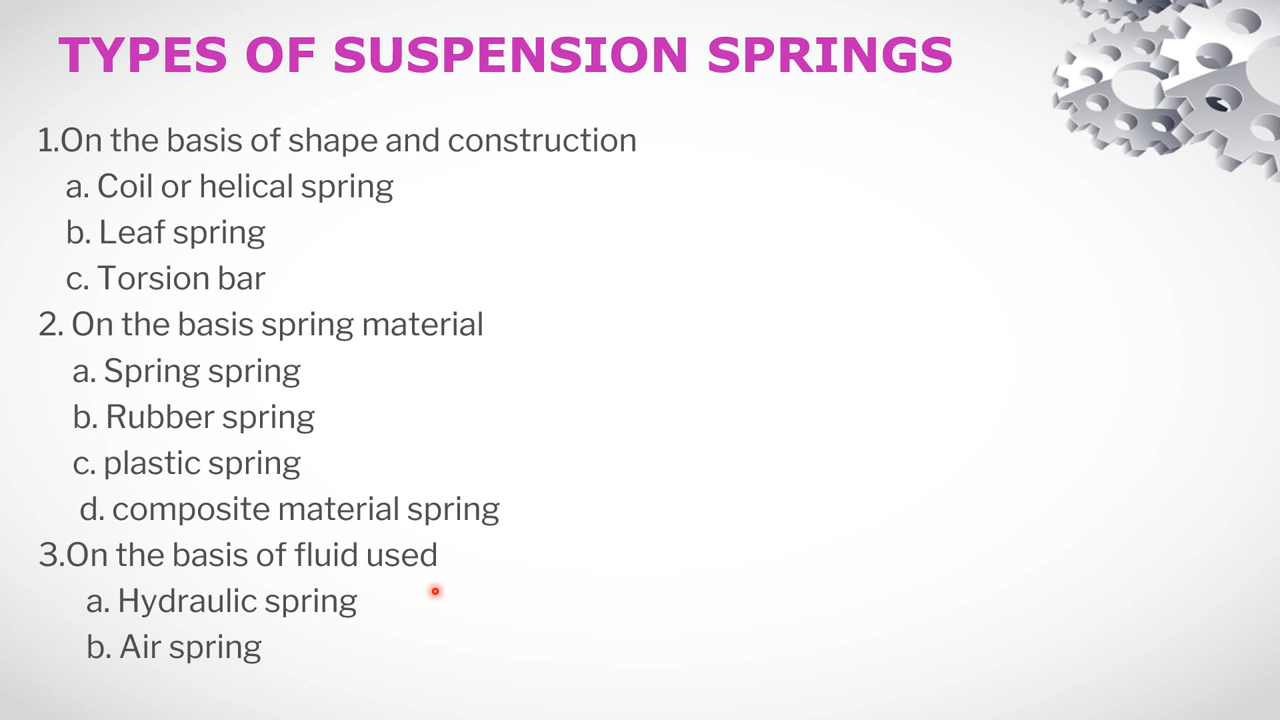 TYPES OF SUSPENSION SPRINGS
1.On the basis of shape and construction
a. Coil or helical spring
b. Leaf spring
c. Torsion bar
2. On the basis spring material
a. Spring spring
b. Rubber spring
c. plastic spring
d. composite material spring
3.On the basis of fluid used
a. Hydraulic spring
b. Air spring